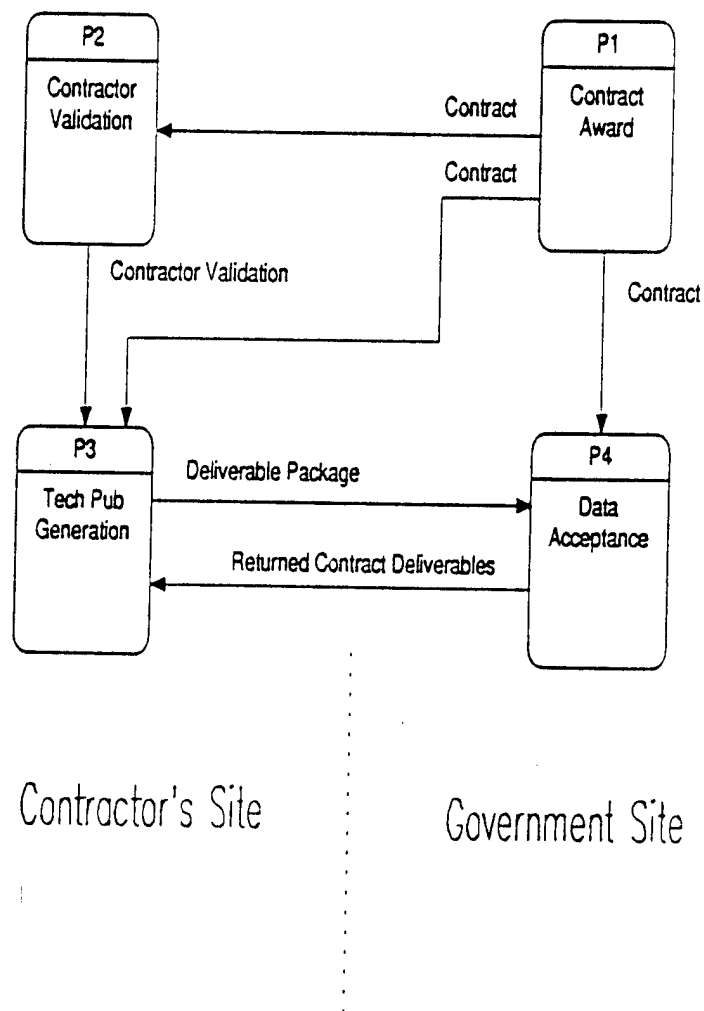 P2
Contractor
Validation
P1
Contract
Award
Contract
Contract
Contractor Validation
Contract
P3
Tech Pub
Generation
Deliverable Package
P4
Data
Acceptance
Returned Contract Deliverables
Contractor's Site
Government Site